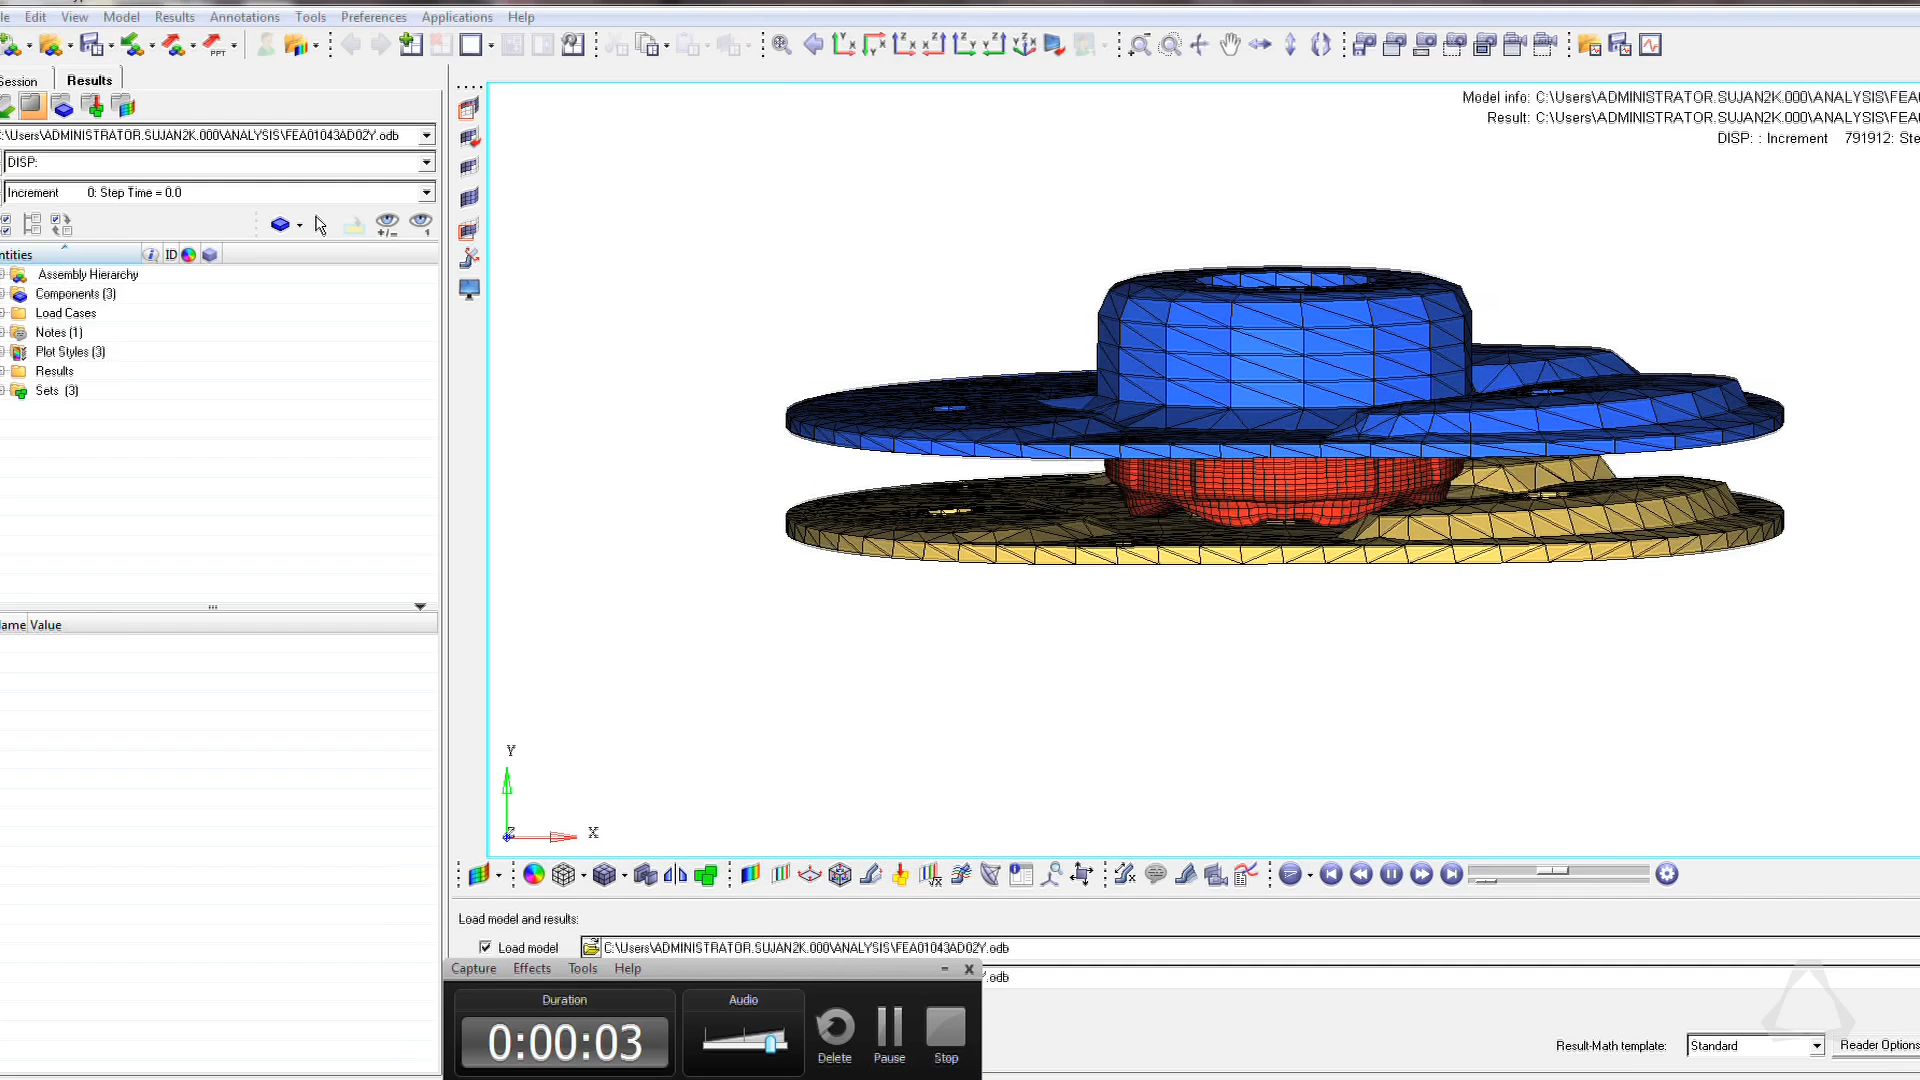 Edit View Model Results Annotations Tools Preferences Applications Help
PPT
Session Results
:\Users\ADMINISTRATOR.SUJAN2K.000\ANALYSIS\FEA01043AD02Y.odb
DISP:
Increment 0: Step Time = 0.0
ntities ID
Assembly Hierarchy
Components (3)
Load Cases
Notes (1)
Plot Styles (3)
Results
Sets (3)
ame Value
Model info: C:\Users\ADMINISTRATOR.SUJAN2K.000\ANALYSIS\FEA0
Result: C:\Users\ADMINISTRATOR.SUJAN2K.000\ANALYSIS\FEA0
DISP: : Increment 791912: Ste
Y
Z X
Load model and results:
Load model C:\Users\ADMINISTRATOR.SUJAN2K.000\ANALYSIS\FEA01043AD02Y.odb
Y.odb
Capture Effects Tools Help
Duration Audio
0:00:03
Delete Pause Stop
Result-Math template: Standard Reader Options